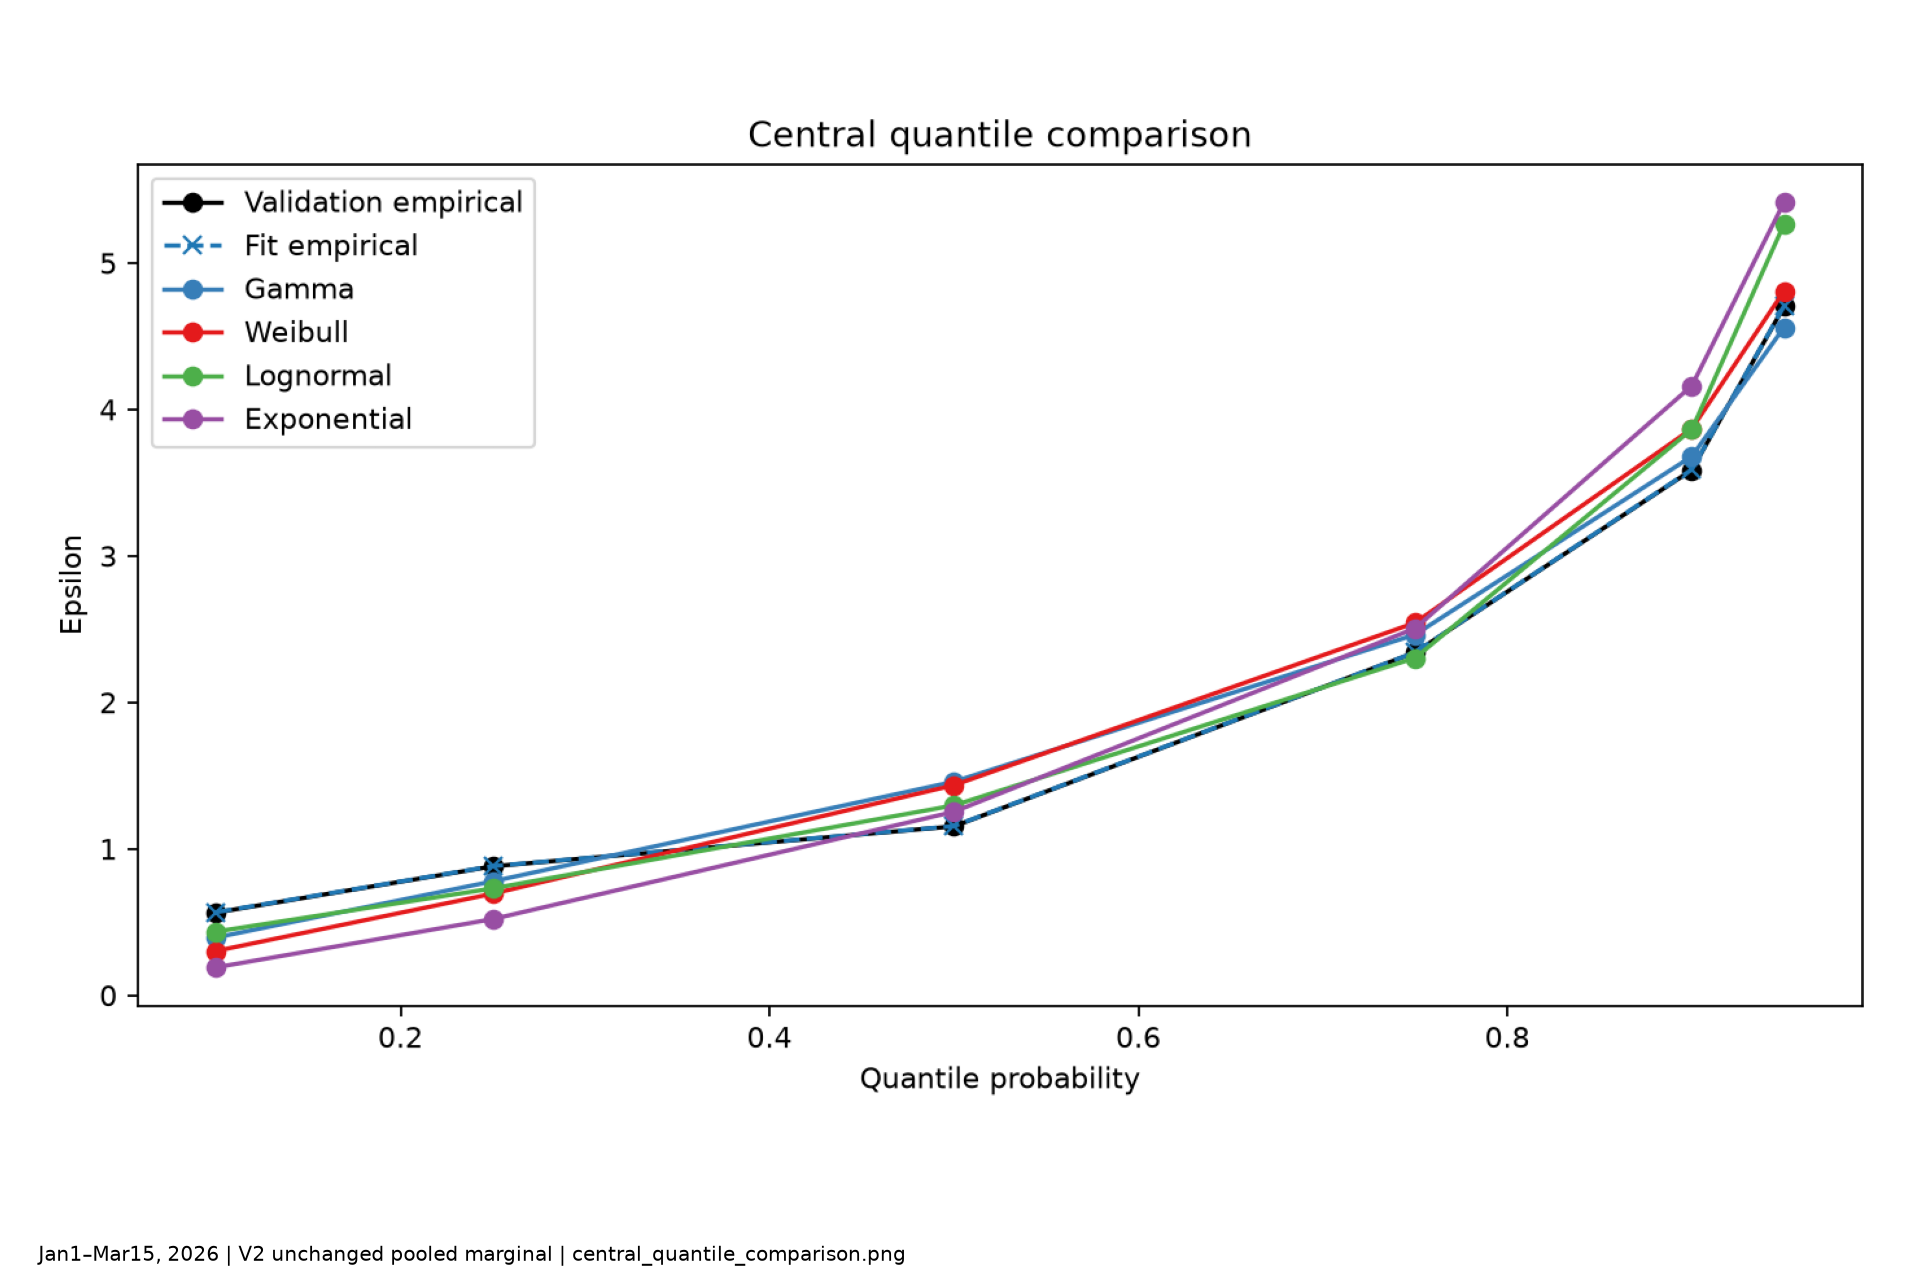 Central quantile comparison
Validation empirical
Fit empirical
Gamma
Weibull
Lognormal
Exponential
5
4
3
2
1
0
Epsilon
0.2 0.4 0.6 0.8
Quantile probability
Jan1–Mar15, 2026 | V2 unchanged pooled marginal | central_quantile_comparison.png